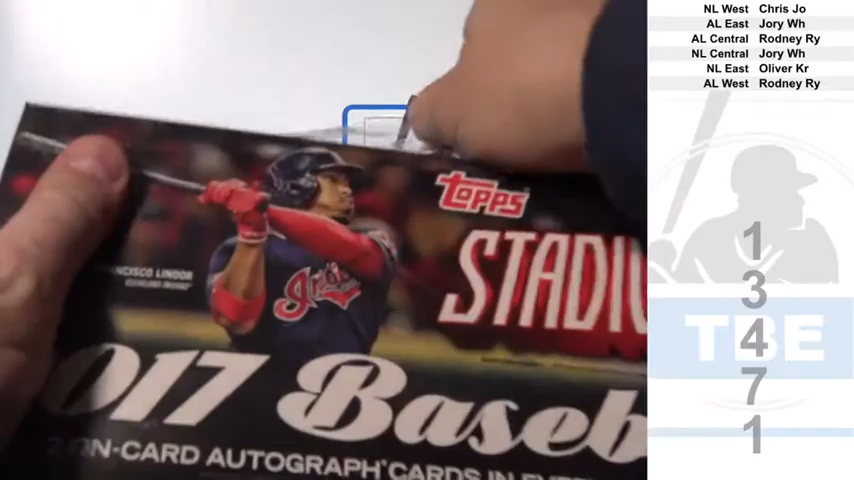 NL West Chris Jo
AL East Jory Wh
AL Central Rodney Ry
NL Central Jory Wh
NL East Oliver Kr
AL West Rodney Ry
topps
STADIU
NCISCO LINDOR
Indians
017 Baseb
ON-CARD AUTOGRAPH CARDS IN EVE
TBE
1
3
4
7
1